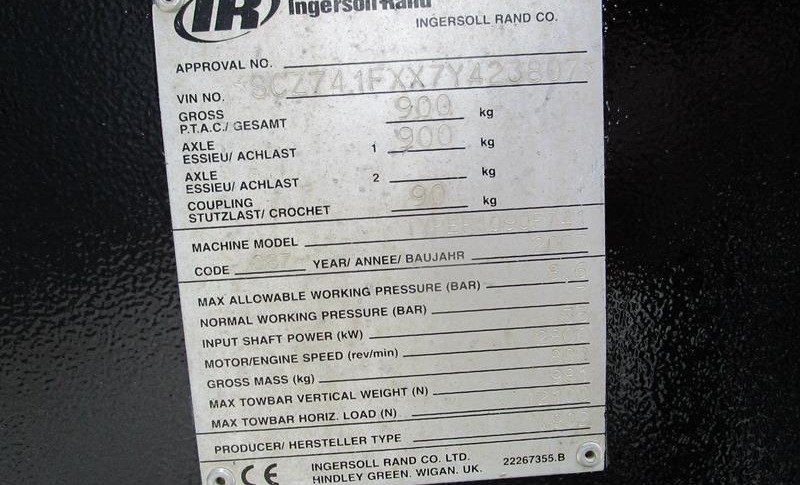 IR Ingersoll Rand
INGERSOLL RAND CO.
APPROVAL NO.
VIN NO.
GROSS 900 kg
P.T.A.C./ GESAMT
AXLE 1 900 kg
ESSIEU/ ACHLAST
AXLE 2 kg
ESSIEU/ ACHLAST
COUPLING 90 kg
STUTZLAST/ CROCHET
MACHINE MODEL
CODE YEAR/ ANNEE/ BAUJAHR
MAX ALLOWABLE WORKING PRESSURE (BAR)
NORMAL WORKING PRESSURE (BAR)
INPUT SHAFT POWER (kW)
MOTOR/ENGINE SPEED (rev/min)
GROSS MASS (kg)
MAX TOWBAR VERTICAL WEIGHT (N)
MAX TOWBAR HORIZ. LOAD (N)
PRODUCER/ HERSTELLER TYPE
CE INGERSOLL RAND CO. LTD. 22267355.B
HINDLEY GREEN. WIGAN. UK.